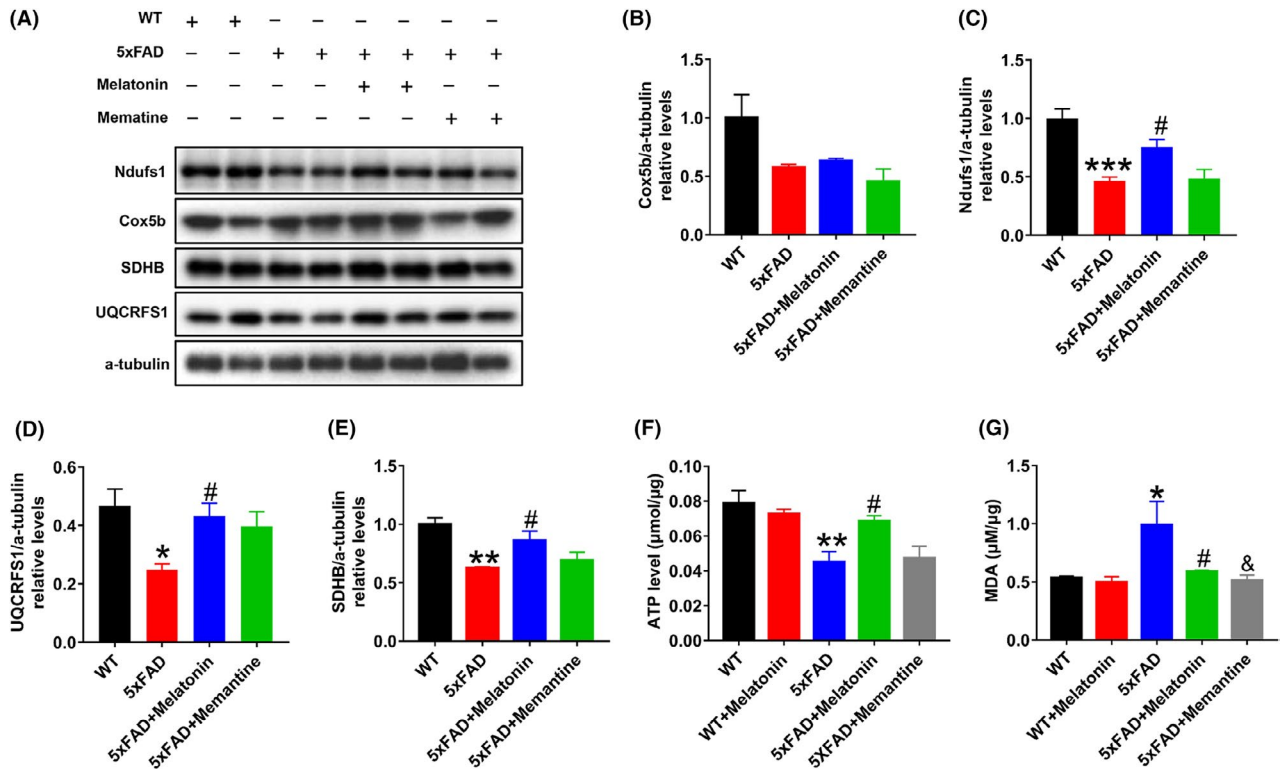 (A)
WT + + – – – – – –
5xFAD – – + + + + + +
Melatonin – – – – + + – –
Mematine – – – – – – + +
Ndufs1
Cox5b
SDHB
UQCRFS1
a-tubulin
(B)
Cox5b/a-tubulin
relative levels
1.5
1.0
0.5
0.0
WT
5xFAD
5xFAD+Melatonin
5xFAD+Memantine
(C)
Ndufs1/a-tubulin
relative levels
1.5
1.0
0.5
0.0
***
#
WT
5xFAD
5xFAD+Melatonin
5xFAD+Memantine
(D)
UQCRFS1/a-tubulin
relative levels
0.6
0.4
0.2
0.0
*
#
WT
5xFAD
5xFAD+Melatonin
5xFAD+Memantine
(E)
SDHB/a-tubulin
relative levels
1.5
1.0
0.5
0.0
**
#
WT
5xFAD
5xFAD+Melatonin
5xFAD+Memantine
(F)
ATP level (μmol/μg)
0.10
0.08
0.06
0.04
0.02
0.00
**
#
WT
WT+Melatonin
5xFAD
5xFAD+Melatonin
5XFAD+Memantine
(G)
MDA (μM/μg)
1.5
1.0
0.5
0.0
*
#
&
WT
WT+Melatonin
5xFAD
5xFAD+Melatonin
5xFAD+Memantine